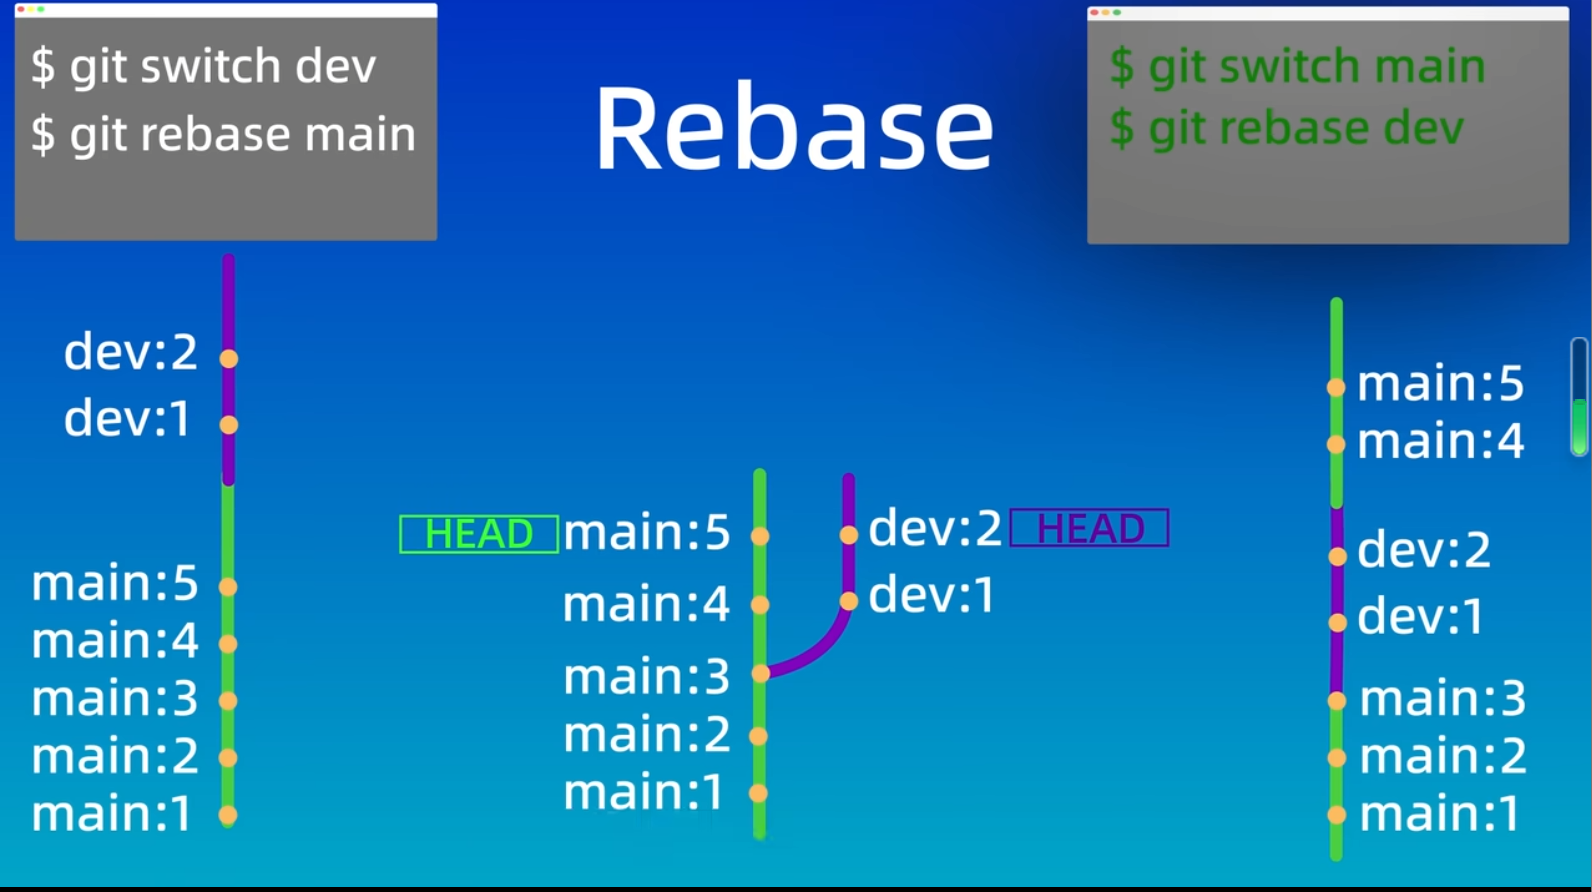 $ git switch dev
$ git rebase main
Rebase
$ git switch main
$ git rebase dev
dev:2
dev:1
main:5
main:4
main:3
main:2
main:1
HEAD main:5
main:4
main:3
main:2
main:1
dev:2 HEAD
dev:1
main:5
main:4
dev:2
dev:1
main:3
main:2
main:1